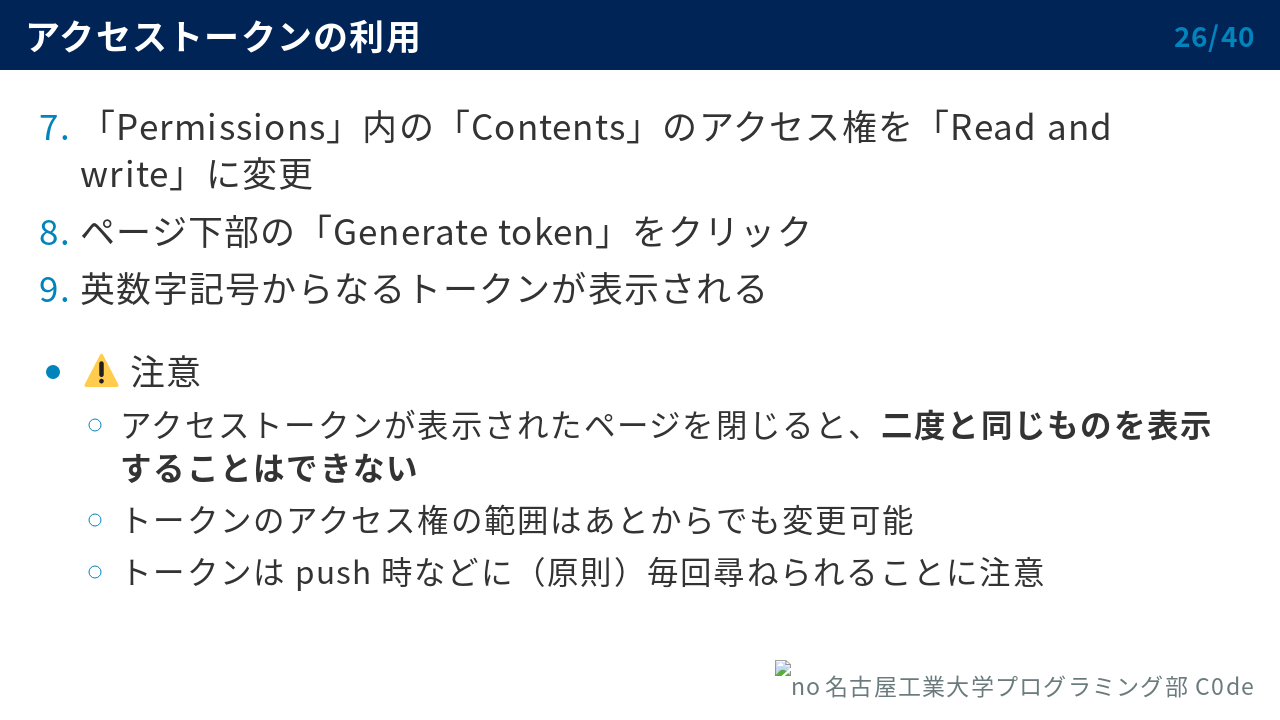 アクセストークンの利用
26/40
7. 「Permissions」内の「Contents」のアクセス権を「Read and
write」に変更
8. ページ下部の「Generate token」をクリック
9. 英数字記号からなるトークンが表示される
⚠️ 注意
アクセストークンが表示されたページを閉じると、二度と同じものを表示
することはできない
トークンのアクセス権の範囲はあとからでも変更可能
トークンは push 時などに（原則）毎回尋ねられることに注意
no 名古屋工業大学プログラミング部 C0de